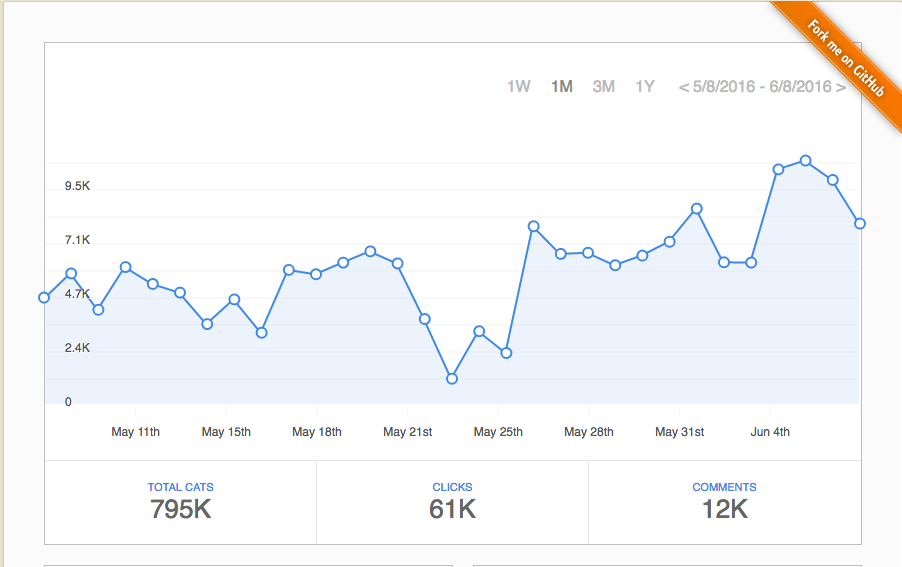 Fork me on GitHub
1W 1M 3M 1Y < 5/8/2016 - 6/8/2016 >
9.5K
7.1K
4.7K
2.4K
0
May 11th May 15th May 18th May 21st May 25th May 28th May 31st Jun 4th
TOTAL CATS CLICKS COMMENTS
795K 61K 12K